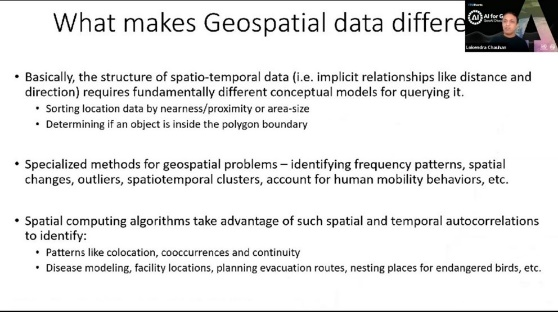 What makes Geospatial data differe
AI for G
Lokendra Chauhan
• Basically, the structure of spatio-temporal data (i.e. implicit relationships like distance and
direction) requires fundamentally different conceptual models for querying it.
• Sorting location data by nearness/proximity or area-size
• Determining if an object is inside the polygon boundary
• Specialized methods for geospatial problems – identifying frequency patterns, spatial
changes, outliers, spatiotemporal clusters, account for human mobility behaviors, etc.
• Spatial computing algorithms take advantage of such spatial and temporal autocorrelations
to identify:
• Patterns like colocation, cooccurrences and continuity
• Disease modeling, facility locations, planning evacuation routes, nesting places for endangered birds, etc.